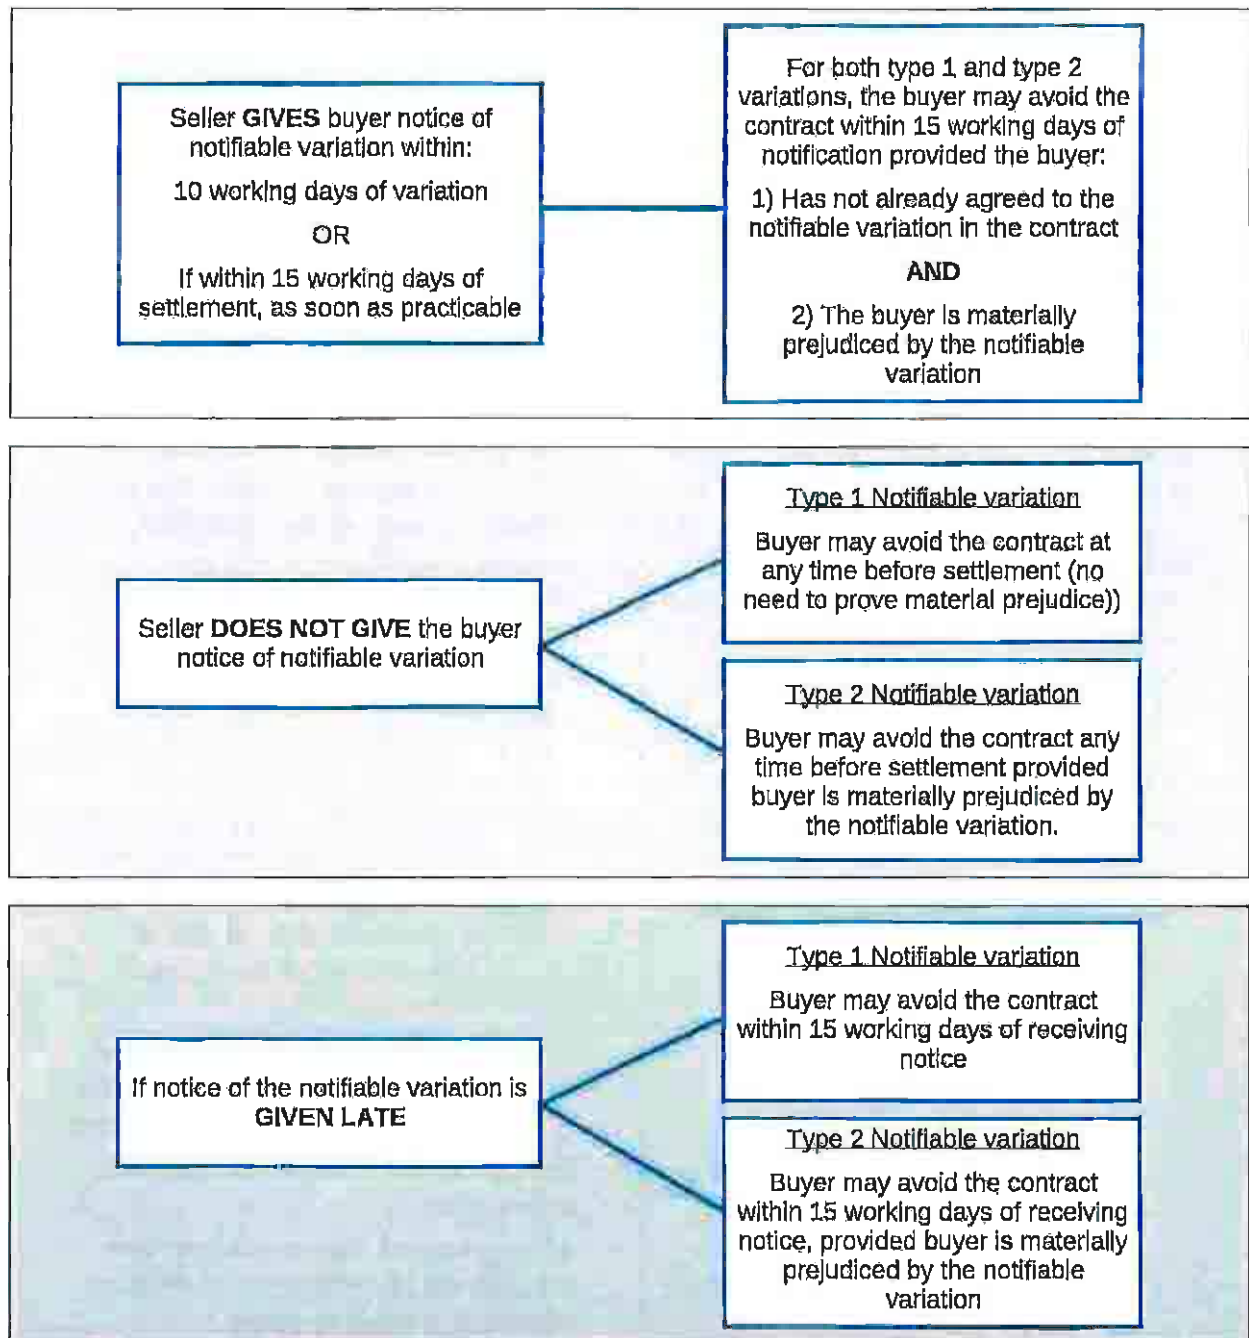 Seller GIVES buyer notice of
notifiable variation within:
10 working days of variation
OR
If within 15 working days of
settlement, as soon as practicable
For both type 1 and type 2
variations, the buyer may avoid the
contract within 15 working days of
notification provided the buyer:
1) Has not already agreed to the
notifiable variation in the contract
AND
2) The buyer is materially
prejudiced by the notifiable
variation
Seller DOES NOT GIVE the buyer
notice of notifiable variation
Type 1 Notifiable variation
Buyer may avoid the contract at
any time before settlement (no
need to prove material prejudice))
Type 2 Notifiable variation
Buyer may avoid the contract any
time before settlement provided
buyer is materially prejudiced by
the notifiable variation.
If notice of the notifiable variation is
GIVEN LATE
Type 1 Notifiable variation
Buyer may avoid the contract
within 15 working days of receiving
notice
Type 2 Notifiable variation
Buyer may avoid the contract
within 15 working days of receiving
notice, provided buyer is materially
prejudiced by the notifiable
variation